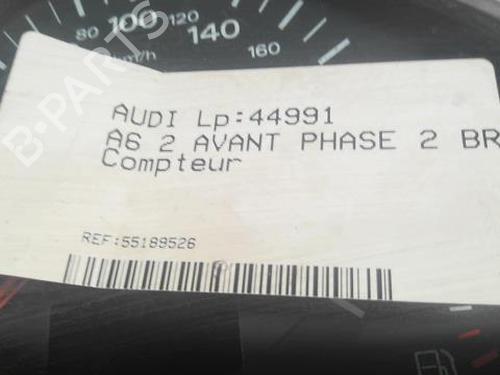 80 100 120 140 160
km/h
AUDI Lp:44991
A6 2 AVANT PHASE 2 BR
Compteur
REF:55189526
B-PARTS